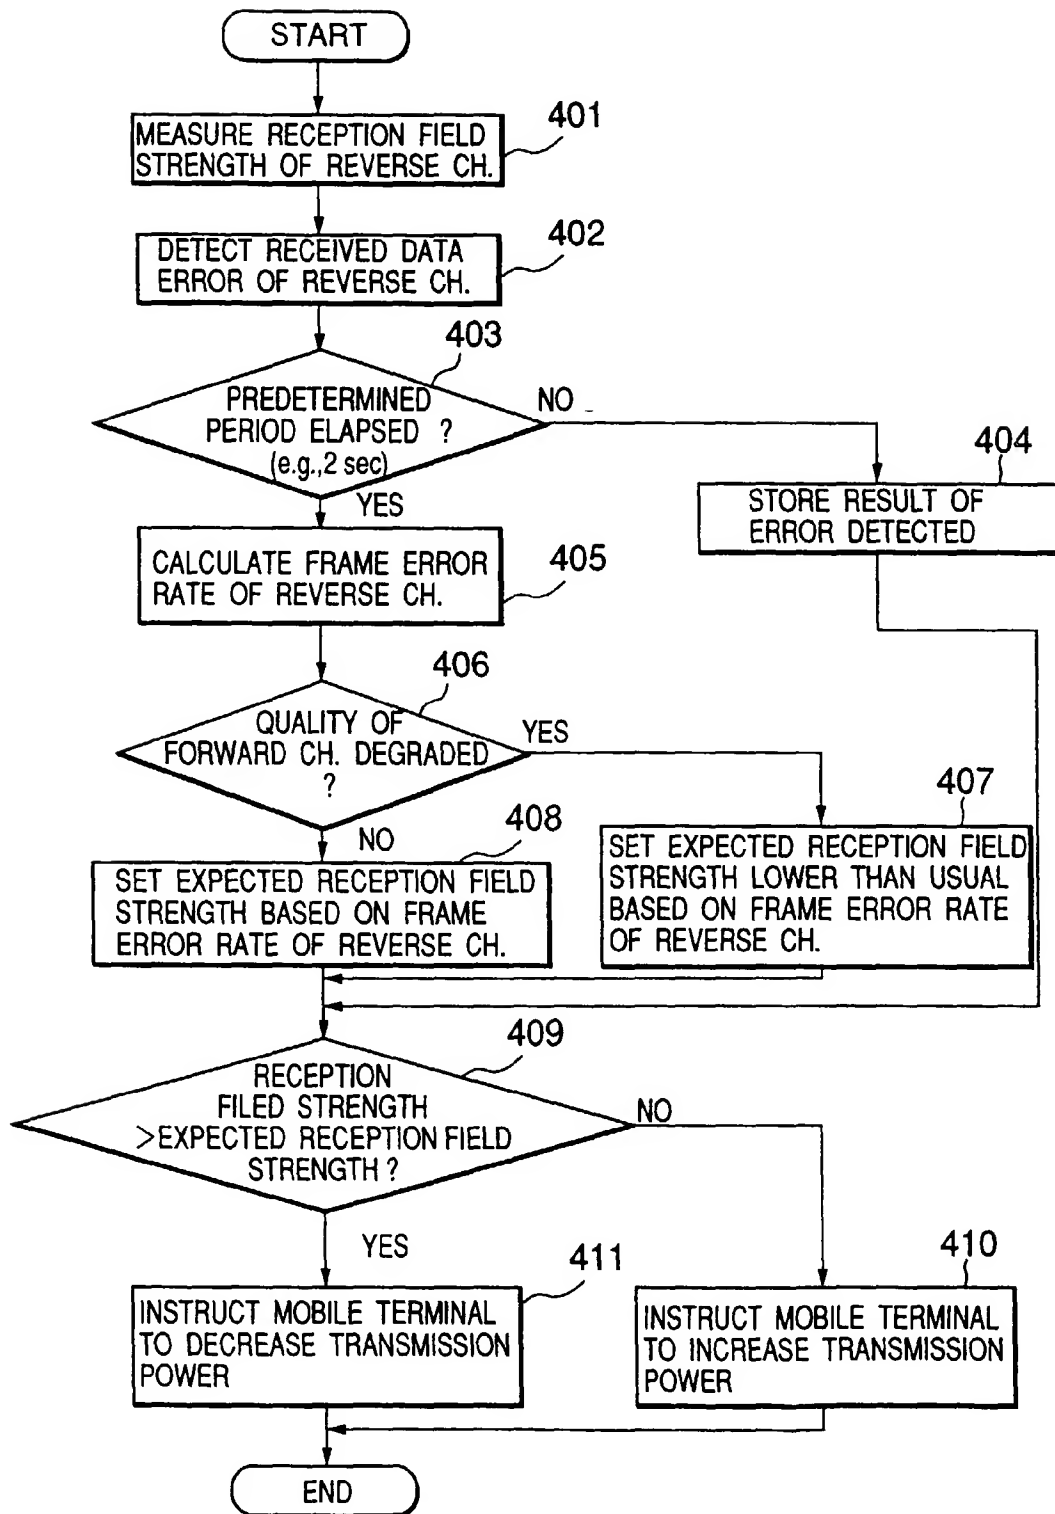 START
401
MEASURE RECEPTION FIELD
STRENGTH OF REVERSE CH.
402
DETECT RECEIVED DATA
ERROR OF REVERSE CH.
403
PREDETERMINED
PERIOD ELAPSED ?
(e.g.,2 sec)
NO
YES
404
STORE RESULT OF
ERROR DETECTED
405
CALCULATE FRAME ERROR
RATE OF REVERSE CH.
406
QUALITY OF
FORWARD CH. DEGRADED
?
YES
NO
407
SET EXPECTED RECEPTION FIELD
STRENGTH LOWER THAN USUAL
BASED ON FRAME ERROR RATE
OF REVERSE CH.
408
SET EXPECTED RECEPTION FIELD
STRENGTH BASED ON FRAME
ERROR RATE OF REVERSE CH.
409
RECEPTION
FILED STRENGTH
>EXPECTED RECEPTION FIELD
STRENGTH ?
NO
YES
411
INSTRUCT MOBILE TERMINAL
TO DECREASE TRANSMISSION
POWER
410
INSTRUCT MOBILE TERMINAL
TO INCREASE TRANSMISSION
POWER
END